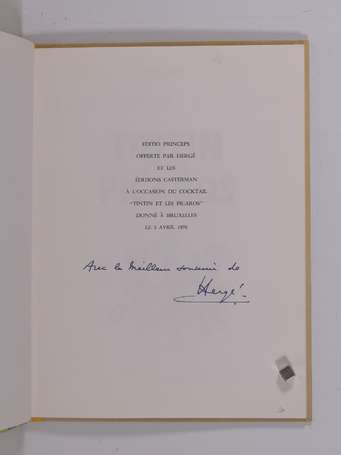 EDITIO PRINCEPS
OFFERTE PAR HERGÉ
ET LES
ÉDITIONS CASTERMAN
À L'OCCASION DU COCKTAIL
"TINTIN ET LES PICAROS"
DONNÉ À BRUXELLES
LE 5 AVRIL 1976
Avec le meilleur souvenir de
Hergé